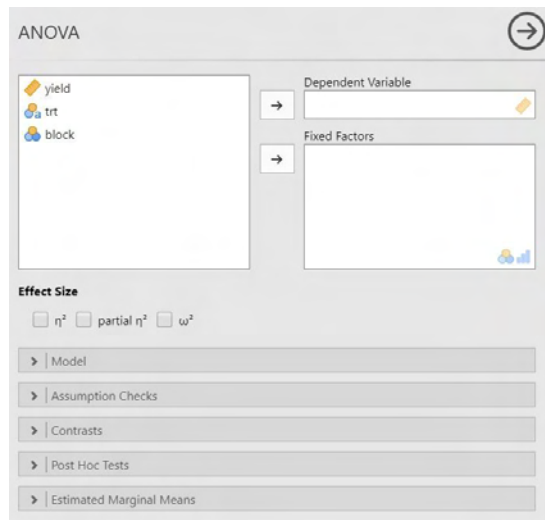 ANOVA
yield
trt
block
Dependent Variable
Fixed Factors
Effect Size
η² partial η² ω²
Model
Assumption Checks
Contrasts
Post Hoc Tests
Estimated Marginal Means